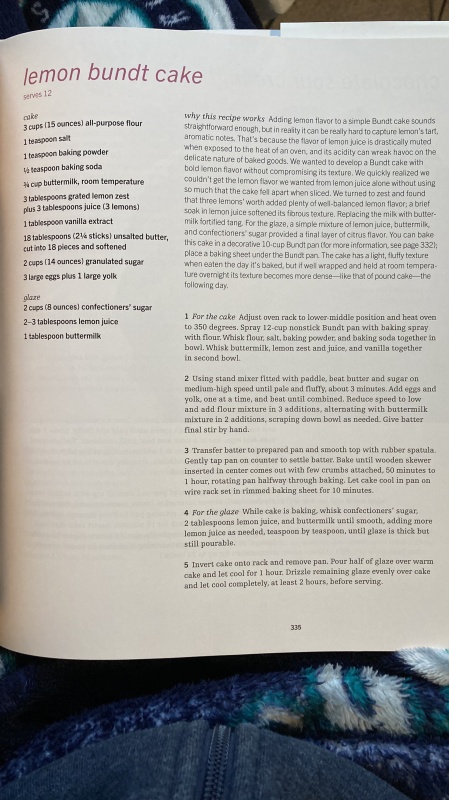 lemon bundt cake
serves 12
cake
3 cups (15 ounces) all-purpose flour
1 teaspoon salt
1 teaspoon baking powder
½ teaspoon baking soda
¾ cup buttermilk, room temperature
3 tablespoons grated lemon zest
plus 3 tablespoons juice (3 lemons)
1 tablespoon vanilla extract
18 tablespoons (2¼ sticks) unsalted butter,
cut into 18 pieces and softened
2 cups (14 ounces) granulated sugar
3 large eggs plus 1 large yolk
glaze
2 cups (8 ounces) confectioners' sugar
2–3 tablespoons lemon juice
1 tablespoon buttermilk
why this recipe works Adding lemon flavor to a simple Bundt cake sounds
straightforward enough, but in reality it can be really hard to capture lemon's tart,
aromatic notes. That's because the flavor of lemon juice is drastically muted
when exposed to the heat of an oven, and its acidity can wreak havoc on the
delicate nature of baked goods. We wanted to develop a Bundt cake with
bold lemon flavor without compromising its texture. We quickly realized we
couldn't get the lemon flavor we wanted from lemon juice alone without using
so much that the cake fell apart when sliced. We turned to zest and found
that three lemons' worth added plenty of well-balanced lemon flavor; a brief
soak in lemon juice softened its fibrous texture. Replacing the milk with butter-
milk fortified tang. For the glaze, a simple mixture of lemon juice, buttermilk,
and confectioners' sugar provided a final layer of citrus flavor. You can bake
this cake in a decorative 10-cup Bundt pan (for more information, see page 332);
place a baking sheet under the Bundt pan. The cake has a light, fluffy texture
when eaten the day it's baked, but if well wrapped and held at room tempera-
ture overnight its texture becomes more dense—like that of pound cake—the
following day.
1 For the cake Adjust oven rack to lower-middle position and heat oven
to 350 degrees. Spray 12-cup nonstick Bundt pan with baking spray
with flour. Whisk flour, salt, baking powder, and baking soda together in
bowl. Whisk buttermilk, lemon zest and juice, and vanilla together
in second bowl.
2 Using stand mixer fitted with paddle, beat butter and sugar on
medium-high speed until pale and fluffy, about 3 minutes. Add eggs and
yolk, one at a time, and beat until combined. Reduce speed to low
and add flour mixture in 3 additions, alternating with buttermilk
mixture in 2 additions, scraping down bowl as needed. Give batter
final stir by hand.
3 Transfer batter to prepared pan and smooth top with rubber spatula.
Gently tap pan on counter to settle batter. Bake until wooden skewer
inserted in center comes out with few crumbs attached, 50 minutes to
1 hour, rotating pan halfway through baking. Let cake cool in pan on
wire rack set in rimmed baking sheet for 10 minutes.
4 For the glaze While cake is baking, whisk confectioners' sugar,
2 tablespoons lemon juice, and buttermilk until smooth, adding more
lemon juice as needed, teaspoon by teaspoon, until glaze is thick but
still pourable.
5 Invert cake onto rack and remove pan. Pour half of glaze over warm
cake and let cool for 1 hour. Drizzle remaining glaze evenly over cake
and let cool completely, at least 2 hours, before serving.
335